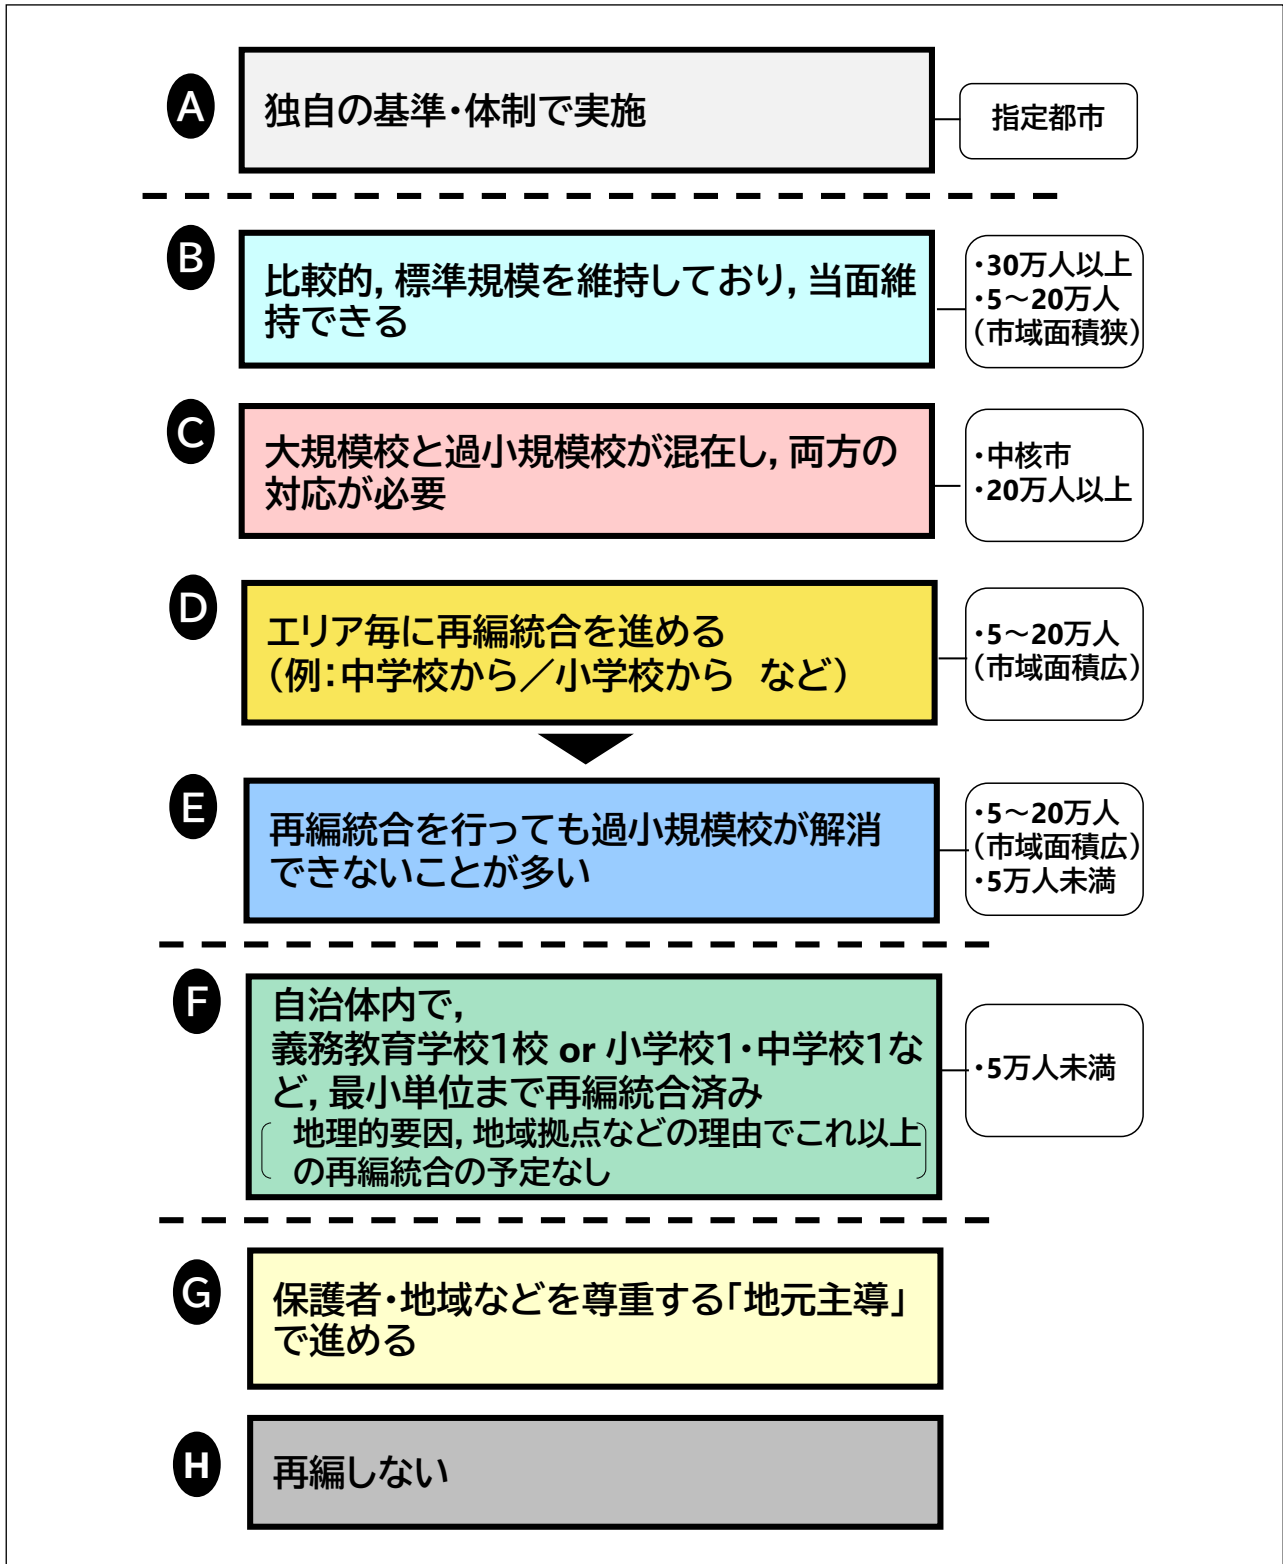 A
独自の基準・体制で実施
指定都市
B
比較的, 標準規模を維持しており, 当面維
持できる
・30万人以上
・5～20万人
（市域面積狭）
C
大規模校と過小規模校が混在し, 両方の
対応が必要
・中核市
・20万人以上
D
エリア毎に再編統合を進める
（例：中学校から／小学校から　など）
・5～20万人
（市域面積広）
E
再編統合を行っても過小規模校が解消
できないことが多い
・5～20万人
（市域面積広）
・5万人未満
F
自治体内で,
義務教育学校1校 or 小学校1・中学校1な
ど, 最小単位まで再編統合済み
地理的要因, 地域拠点などの理由でこれ以上
の再編統合の予定なし
・5万人未満
G
保護者・地域などを尊重する「地元主導」
で進める
H
再編しない